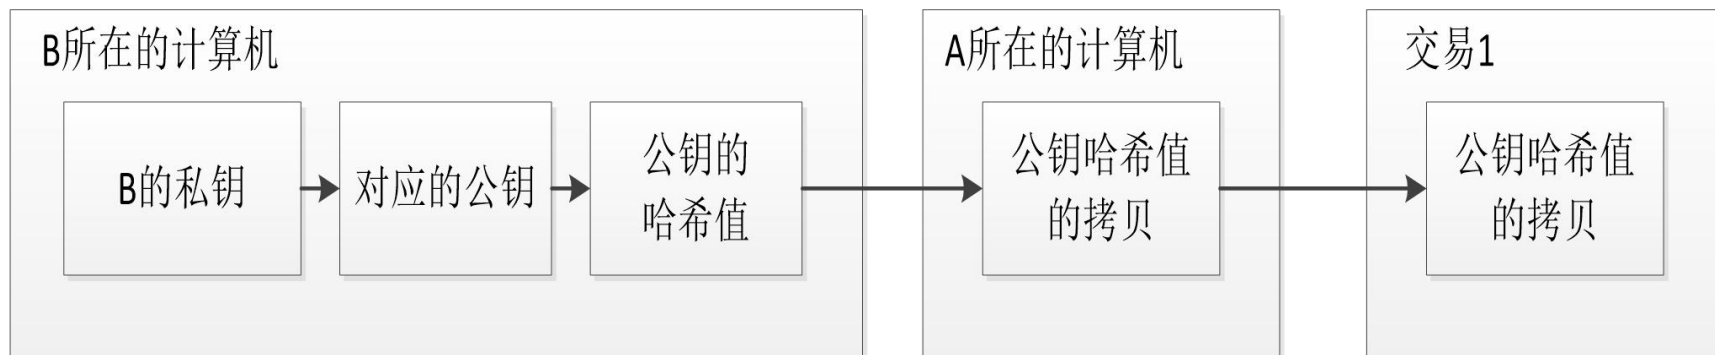 B所在的计算机
B的私钥
对应的公钥
公钥的
哈希值
A所在的计算机
公钥哈希值
的拷贝
交易1
公钥哈希值
的拷贝